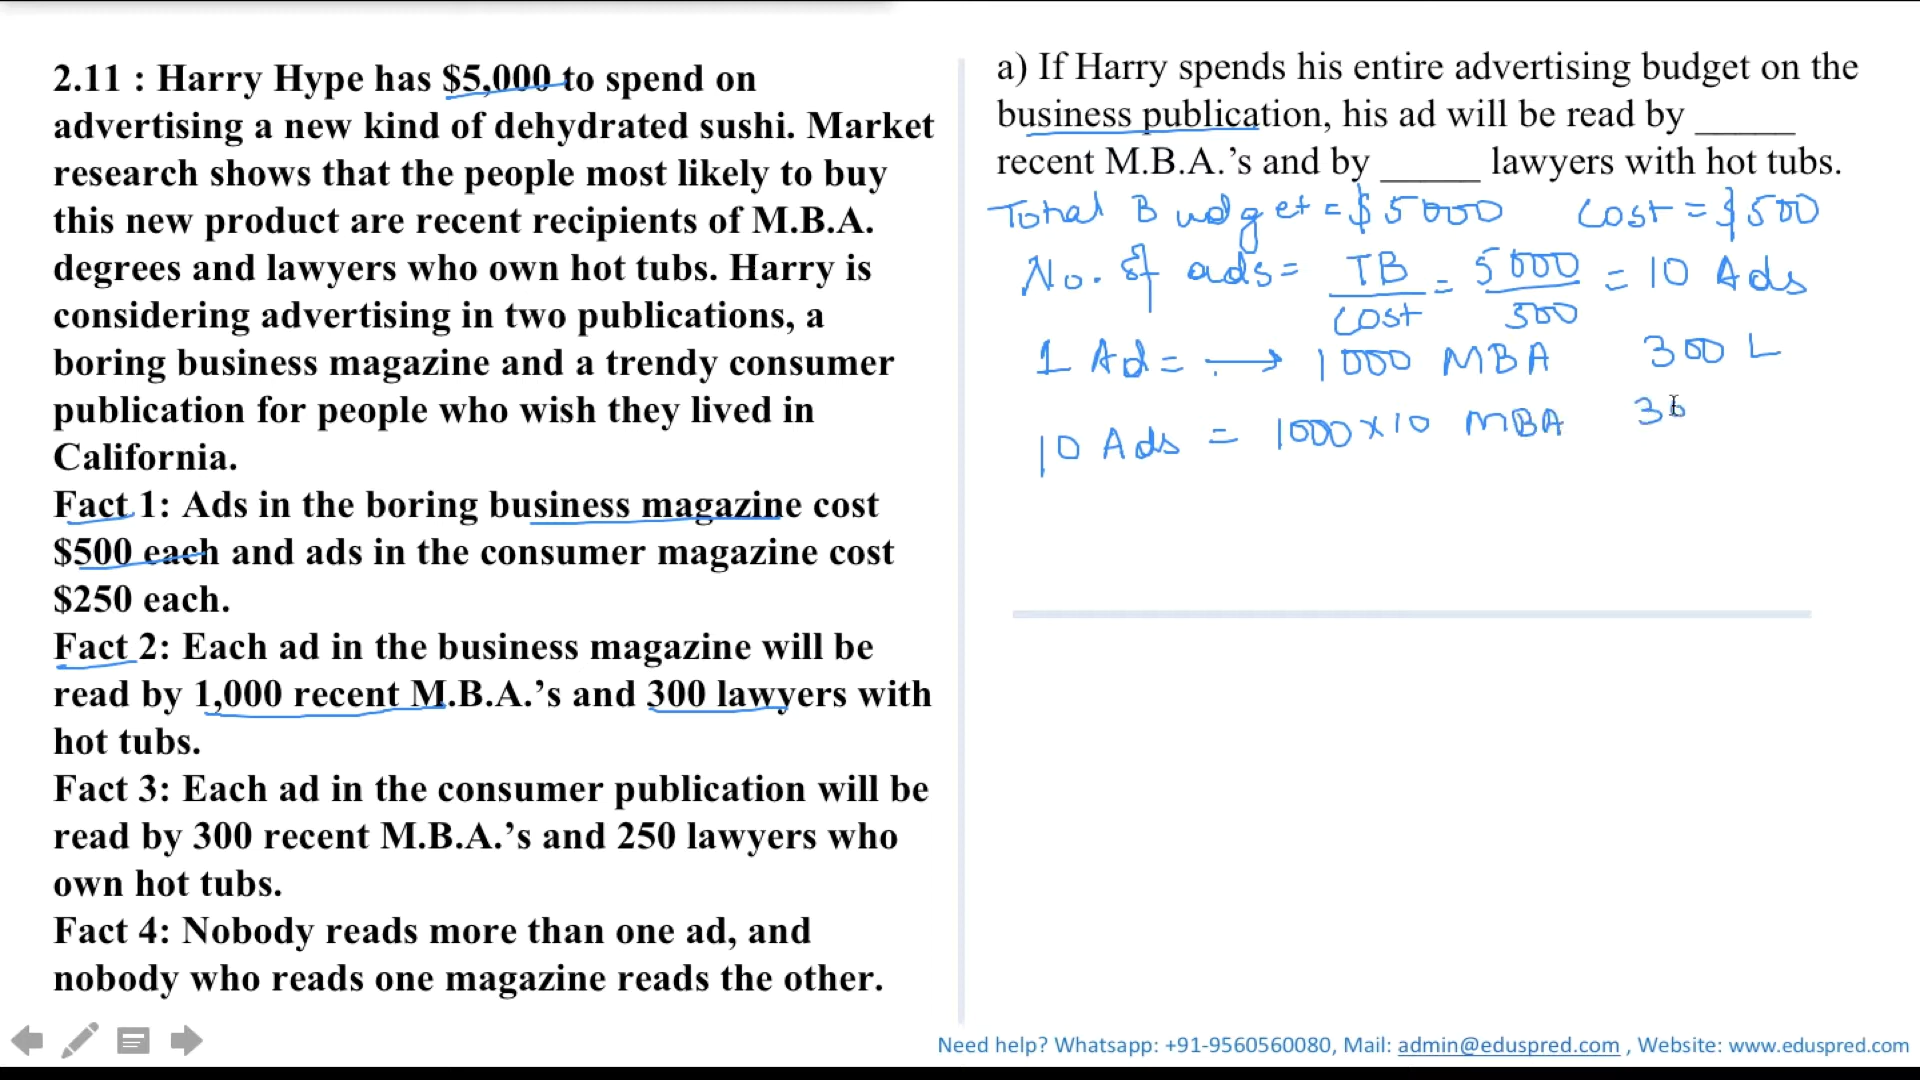 2.11 : Harry Hype has $5,000 to spend on
advertising a new kind of dehydrated sushi. Market
research shows that the people most likely to buy
this new product are recent recipients of M.B.A.
degrees and lawyers who own hot tubs. Harry is
considering advertising in two publications, a
boring business magazine and a trendy consumer
publication for people who wish they lived in
California.
Fact 1: Ads in the boring business magazine cost
$500 each and ads in the consumer magazine cost
$250 each.
Fact 2: Each ad in the business magazine will be
read by 1,000 recent M.B.A.’s and 300 lawyers with
hot tubs.
Fact 3: Each ad in the consumer publication will be
read by 300 recent M.B.A.’s and 250 lawyers who
own hot tubs.
Fact 4: Nobody reads more than one ad, and
nobody who reads one magazine reads the other.
a) If Harry spends his entire advertising budget on the
business publication, his ad will be read by _____
recent M.B.A.’s and by _____ lawyers with hot tubs.
Total Budget = $5000 Cost = $500
No. of ads = TB/Cost = 5000/500 = 10 Ads
1 Ad = → 1000 MBA 300 L
10 Ads = 1000 × 10 MBA 30
Need help? Whatsapp: +91-9560560080, Mail: admin@eduspred.com , Website: www.eduspred.com